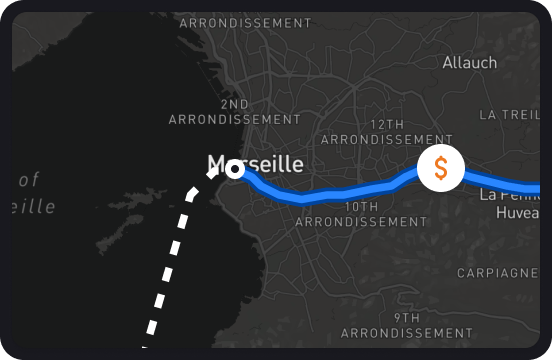 ARRONDISSEMENT
Allauch
2ND
ARRONDISSEMENT
LA TREIL
12TH
ARRONDISSEMENT
Marseille
$
of
eille
La Penne
Huvea
10TH
ARRONDISSEMENT
CARPIAGNE
9TH
ARRONDISSEMENT